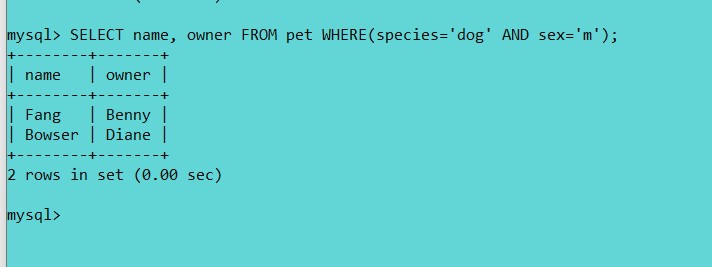 mysql> SELECT name, owner FROM pet WHERE(species='dog' AND sex='m');
+--------+-------+
| name   | owner |
+--------+-------+
| Fang   | Benny |
| Bowser | Diane |
+--------+-------+
2 rows in set (0.00 sec)
mysql>